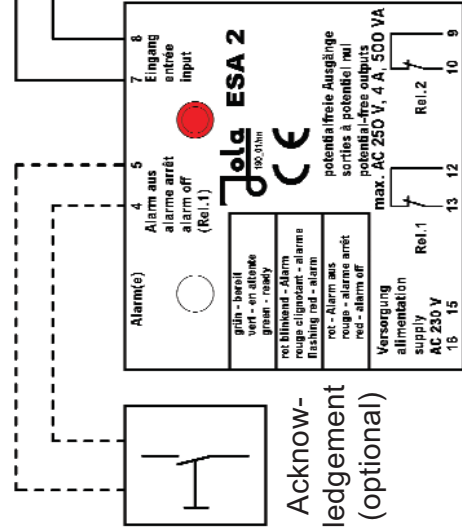 8
7
Eingang
entrée
input
ESA 2
Jola
190_01/nn
CE
potentialfreie Ausgänge
sorties à potentiel nul
potential-free outputs
max. AC 250 V, 4 A, 500 VA
9
10
Rel.2
12
13
Rel.1
5
4
Alarm aus
alarme arrêt
alarm off
(Rel.1)
Alarm(e)
grün - bereit
vert - en attente
green - ready
rot blinkend - Alarm
rouge clignotant - alarme
flashing red - alarm
rot - Alarm aus
rouge - alarme arrêt
red - alarm off
Versorgung
alimentation
supply
AC 230 V
16 15
Acknow-
ledgement
(optional)